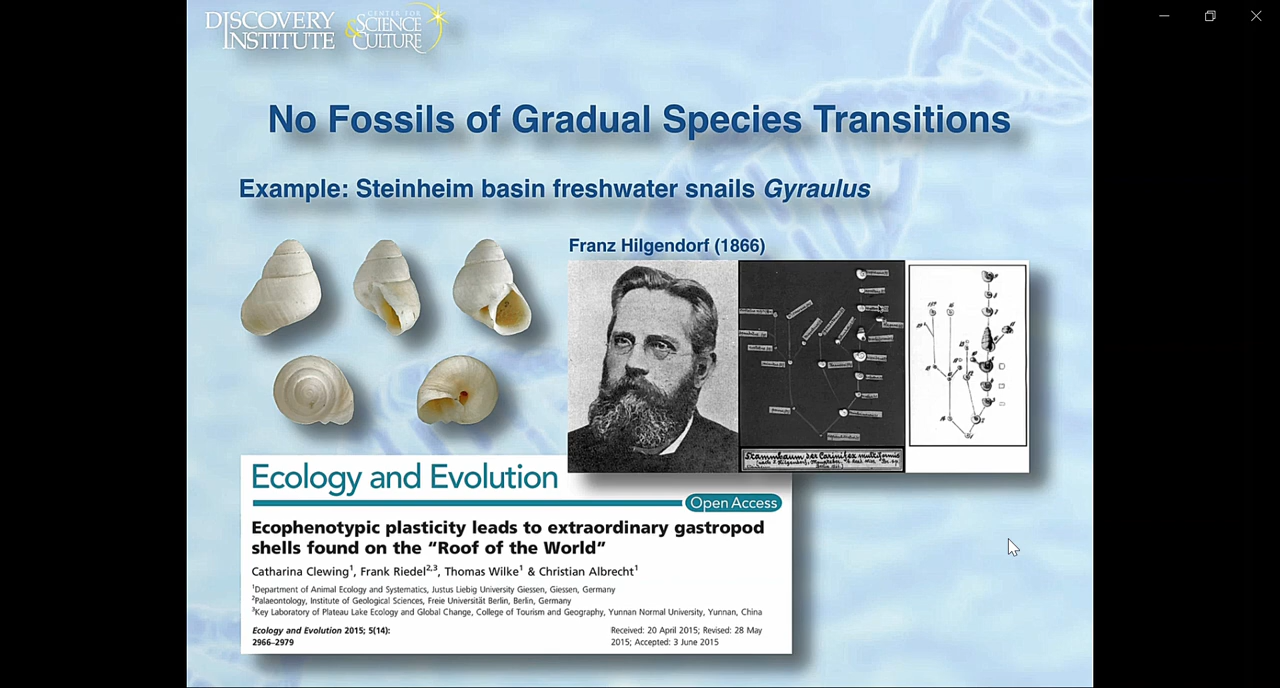 DISCOVERY
INSTITUTE
CENTER FOR
SCIENCE
& CULTURE
No Fossils of Gradual Species Transitions
Example: Steinheim basin freshwater snails Gyraulus
Franz Hilgendorf (1866)
Stammbaum der Carinifex multiformis
Ecology and Evolution
Open Access
Ecophenotypic plasticity leads to extraordinary gastropod
shells found on the “Roof of the World”
Catharina Clewing¹, Frank Riedel²,³, Thomas Wilke¹ & Christian Albrecht¹
¹Department of Animal Ecology and Systematics, Justus Liebig University Giessen, Giessen, Germany
²Palaeontology, Institute of Geological Sciences, Freie Universität Berlin, Berlin, Germany
³Key Laboratory of Plateau Lake Ecology and Global Change, College of Tourism and Geography, Yunnan Normal University, Yunnan, China
Ecology and Evolution 2015; 5(14):
2966–2979
Received: 20 April 2015; Revised: 28 May
2015; Accepted: 3 June 2015